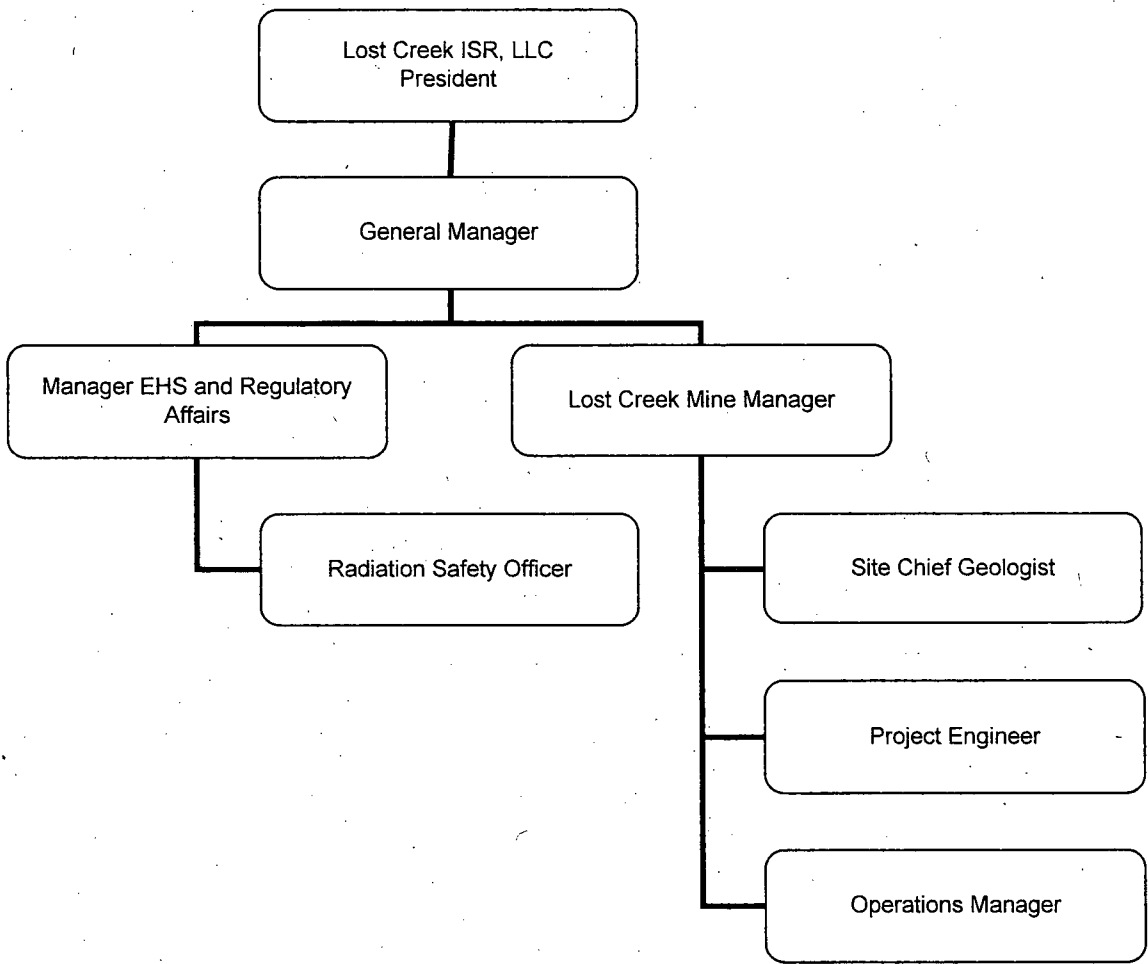 Lost Creek ISR, LLC
President
General Manager
Manager EHS and Regulatory
Affairs
Lost Creek Mine Manager
Radiation Safety Officer
Site Chief Geologist
Project Engineer
Operations Manager